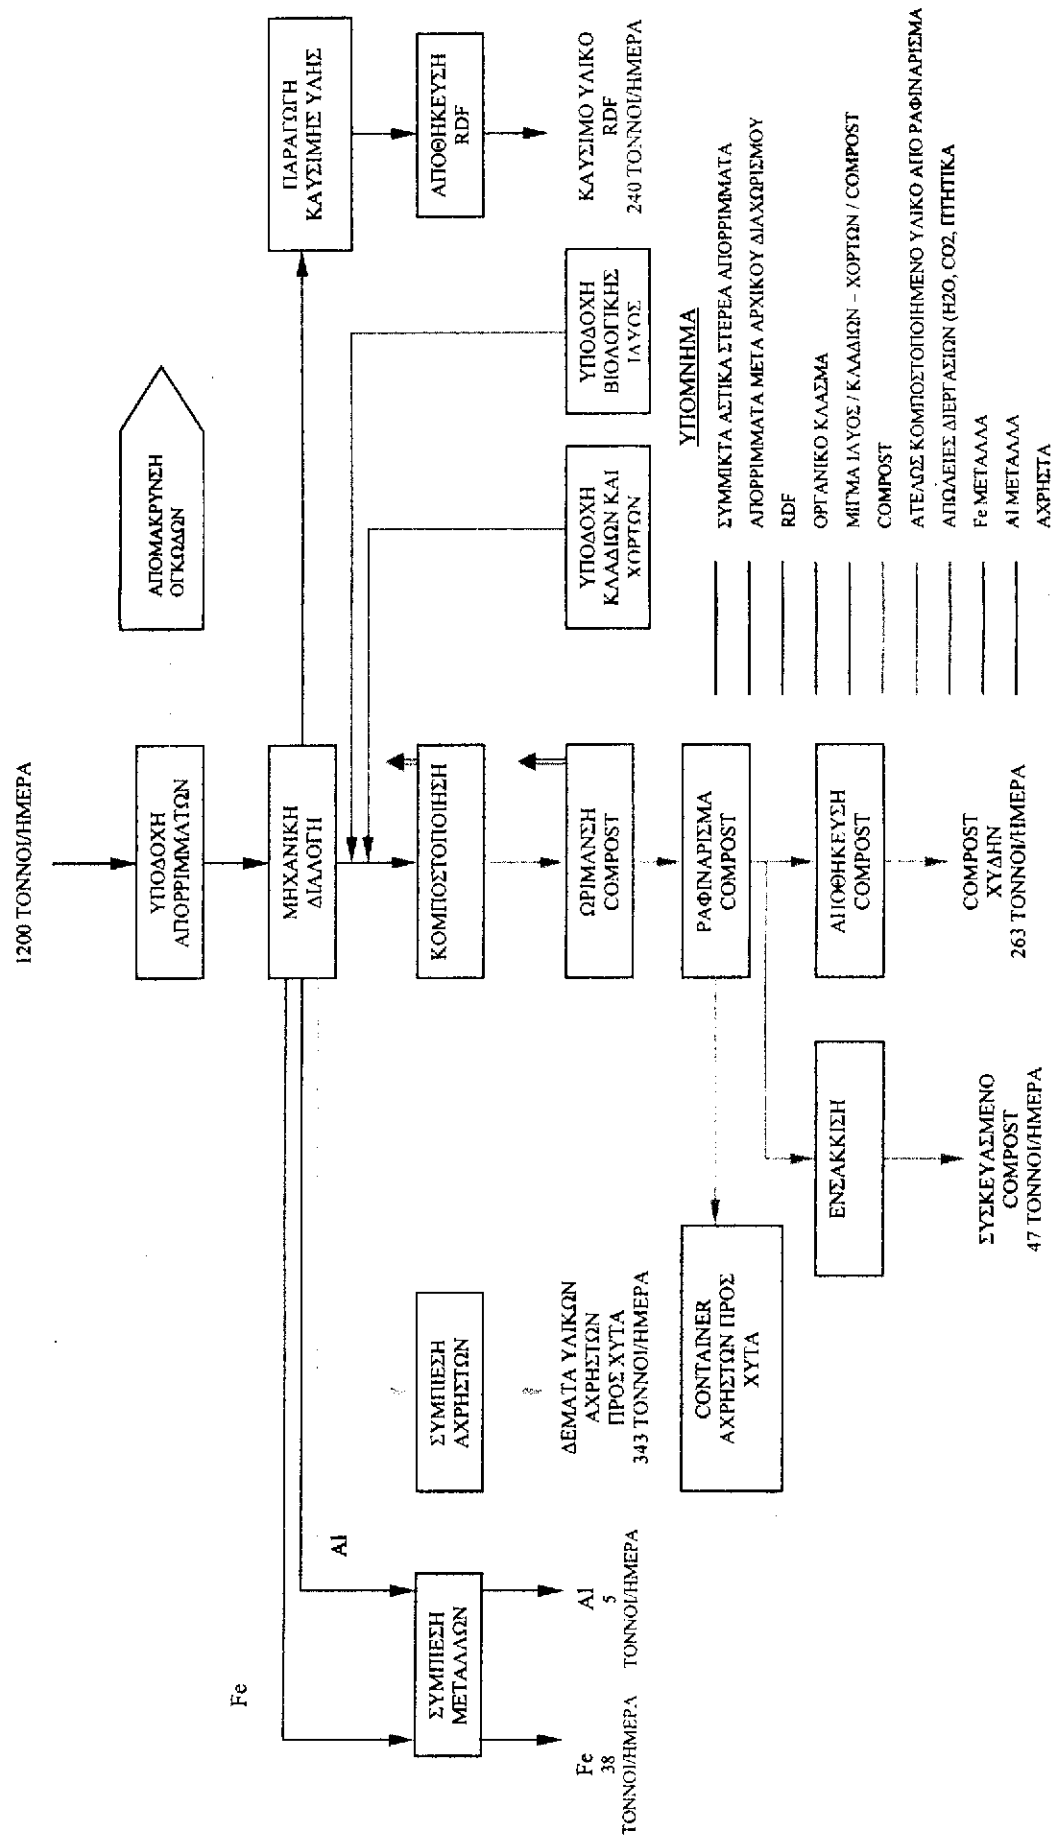 1200 ΤΟΝΝΟΙ/ΗΜΕΡΑ
ΥΠΟΔΟΧΗ
ΑΠΟΡΡΙΜΜΑΤΩΝ
ΑΠΟΜΑΚΡΥΝΣΗ
ΟΓΚΩΔΩΝ
Fe
Al
ΜΗΧΑΝΙΚΗ
ΔΙΑΛΟΓΗ
ΠΑΡΑΓΩΓΗ
ΚΑΥΣΙΜΗΣ ΥΛΗΣ
ΣΥΜΠΙΕΣΗ
ΜΕΤΑΛΛΩΝ
ΣΥΜΠΙΕΣΗ
ΑΧΡΗΣΤΩΝ
ΚΟΜΠΟΣΤΟΠΟΙΗΣΗ
ΑΠΟΘΗΚΕΥΣΗ
RDF
Fe
38
ΤΟΝΝΟΙ/ΗΜΕΡΑ
Al
5
ΤΟΝΝΟΙ/ΗΜΕΡΑ
ΔΕΜΑΤΑ ΥΛΙΚΩΝ
ΑΧΡΗΣΤΩΝ
ΠΡΟΣ ΧΥΤΑ
343 ΤΟΝΝΟΙ/ΗΜΕΡΑ
ΩΡΙΜΑΝΣΗ
COMPOST
ΥΠΟΔΟΧΗ
ΚΛΑΔΙΩΝ ΚΑΙ
ΧΟΡΤΩΝ
ΥΠΟΔΟΧΗ
ΒΙΟΛΟΓΙΚΗΣ
ΙΛΥΟΣ
ΚΑΥΣΙΜΟ ΥΛΙΚΟ
RDF
240 ΤΟΝΝΟΙ/ΗΜΕΡΑ
CONTAINER
ΑΧΡΗΣΤΩΝ ΠΡΟΣ
ΧΥΤΑ
ΡΑΦΙΝΑΡΙΣΜΑ
COMPOST
ΕΝΣΑΚΚΙΣΗ
ΑΠΟΘΗΚΕΥΣΗ
COMPOST
ΣΥΣΚΕΥΑΣΜΕΝΟ
COMPOST
47 ΤΟΝΝΟΙ/ΗΜΕΡΑ
COMPOST
ΧΥΔΗΝ
263 ΤΟΝΝΟΙ/ΗΜΕΡΑ
ΥΠΟΜΝΗΜΑ
ΣΥΜΜΙΚΤΑ ΑΣΤΙΚΑ ΣΤΕΡΕΑ ΑΠΟΡΡΙΜΜΑΤΑ
ΑΠΟΡΡΙΜΜΑΤΑ ΜΕΤΑ ΑΡΧΙΚΟΥ ΔΙΑΧΩΡΙΣΜΟΥ
RDF
ΟΡΓΑΝΙΚΟ ΚΛΑΣΜΑ
ΜΙΓΜΑ ΙΛΥΟΣ / ΚΛΑΔΙΩΝ – ΧΟΡΤΩΝ / COMPOST
COMPOST
ΑΤΕΛΩΣ ΚΟΜΠΟΣΤΟΠΟΙΗΜΕΝΟ ΥΛΙΚΟ ΑΠΟ ΡΑΦΙΝΑΡΙΣΜΑ
ΑΠΩΛΕΙΕΣ ΔΙΕΡΓΑΣΙΩΝ (H2O, CO2, ΠΤΗΤΙΚΑ
Fe ΜΕΤΑΛΛΑ
Al ΜΕΤΑΛΛΑ
ΑΧΡΗΣΤΑ